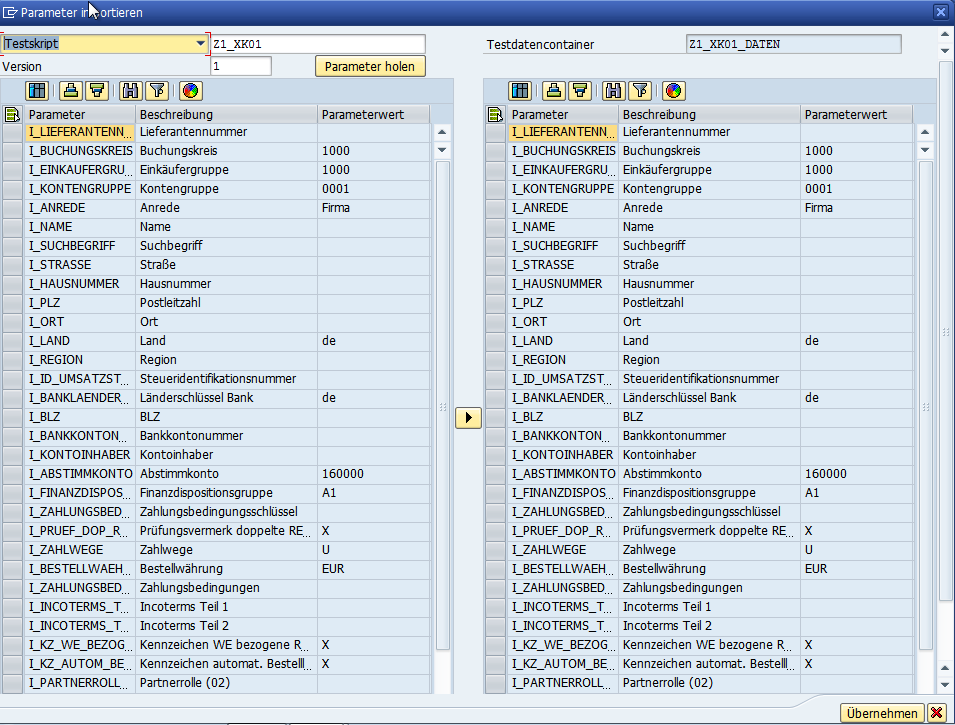 Parameter importieren
Testskript Z1_XK01 Testdatencontainer Z1_XK01_DATEN
Version 1 Parameter holen
Parameter Beschreibung Parameterwert Parameter Beschreibung Parameterwert
I_LIEFERANTENN... Lieferantennummer I_LIEFERANTENN... Lieferantennummer
I_BUCHUNGSKREIS Buchungskreis 1000 I_BUCHUNGSKREIS Buchungskreis 1000
I_EINKAUFERGRU... Einkäufergruppe 1000 I_EINKAUFERGRU... Einkäufergruppe 1000
I_KONTENGRUPPE Kontengruppe 0001 I_KONTENGRUPPE Kontengruppe 0001
I_ANREDE Anrede Firma I_ANREDE Anrede Firma
I_NAME Name I_NAME Name
I_SUCHBEGRIFF Suchbegriff I_SUCHBEGRIFF Suchbegriff
I_STRASSE Straße I_STRASSE Straße
I_HAUSNUMMER Hausnummer I_HAUSNUMMER Hausnummer
I_PLZ Postleitzahl I_PLZ Postleitzahl
I_ORT Ort I_ORT Ort
I_LAND Land de I_LAND Land de
I_REGION Region I_REGION Region
I_ID_UMSATZST... Steueridentifikationsnummer I_ID_UMSATZST... Steueridentifikationsnummer
I_BANKLAENDER... Länderschlüssel Bank de I_BANKLAENDER... Länderschlüssel Bank de
I_BLZ BLZ I_BLZ BLZ
I_BANKKONTON... Bankkontonummer I_BANKKONTON... Bankkontonummer
I_KONTOINHABER Kontoinhaber I_KONTOINHABER Kontoinhaber
I_ABSTIMMKONTO Abstimmkonto 160000 I_ABSTIMMKONTO Abstimmkonto 160000
I_FINANZDISPOS... Finanzdispositionsgruppe A1 I_FINANZDISPOS... Finanzdispositionsgruppe A1
I_ZAHLUNGSBED... Zahlungsbedingungsschlüssel I_ZAHLUNGSBED... Zahlungsbedingungsschlüssel
I_PRUEF_DOP_R... Prüfungsvermerk doppelte RE... X I_PRUEF_DOP_R... Prüfungsvermerk doppelte RE... X
I_ZAHLWEGE Zahlwege U I_ZAHLWEGE Zahlwege U
I_BESTELLWAEH... Bestellwährung EUR I_BESTELLWAEH... Bestellwährung EUR
I_ZAHLUNGSBED... Zahlungsbedingungen I_ZAHLUNGSBED... Zahlungsbedingungen
I_INCOTERMS_T... Incoterms Teil 1 I_INCOTERMS_T... Incoterms Teil 1
I_INCOTERMS_T... Incoterms Teil 2 I_INCOTERMS_T... Incoterms Teil 2
I_KZ_WE_BEZOG... Kennzeichen WE bezogene R... X I_KZ_WE_BEZOG... Kennzeichen WE bezogene R... X
I_KZ_AUTOM_BE... Kennzeichen automat. Bestell... X I_KZ_AUTOM_BE... Kennzeichen automat. Bestell... X
I_PARTNERROLL... Partnerrolle (02) I_PARTNERROLL... Partnerrolle (02)
Übernehmen